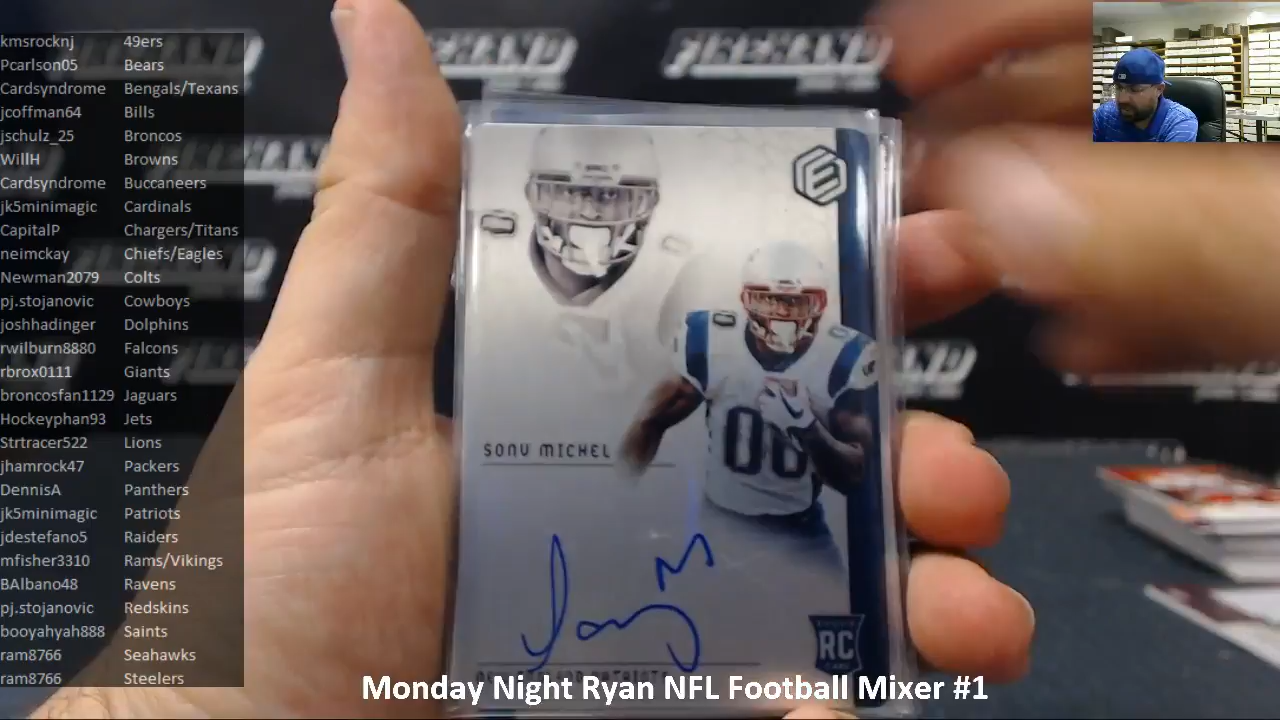 kmsrocknj 49ers
Pcarlson05 Bears
Cardsyndrome Bengals/Texans
jcoffman64 Bills
jschulz_25 Broncos
WillH Browns
Cardsyndrome Buccaneers
jk5minimagic Cardinals
CapitalP Chargers/Titans
neimckay Chiefs/Eagles
Newman2079 Colts
pj.stojanovic Cowboys
joshhadinger Dolphins
rwilburn8880 Falcons
rbrox0111 Giants
broncosfan1129 Jaguars
Hockeyphan93 Jets
Strtracer522 Lions
jhamrock47 Packers
DennisA Panthers
jk5minimagic Patriots
jdestefano5 Raiders
mfisher3310 Rams/Vikings
BAlbano48 Ravens
pj.stojanovic Redskins
booyahyah888 Saints
ram8766 Seahawks
ram8766 Steelers
SONY MICHEL
00
RC
Monday Night Ryan NFL Football Mixer #1